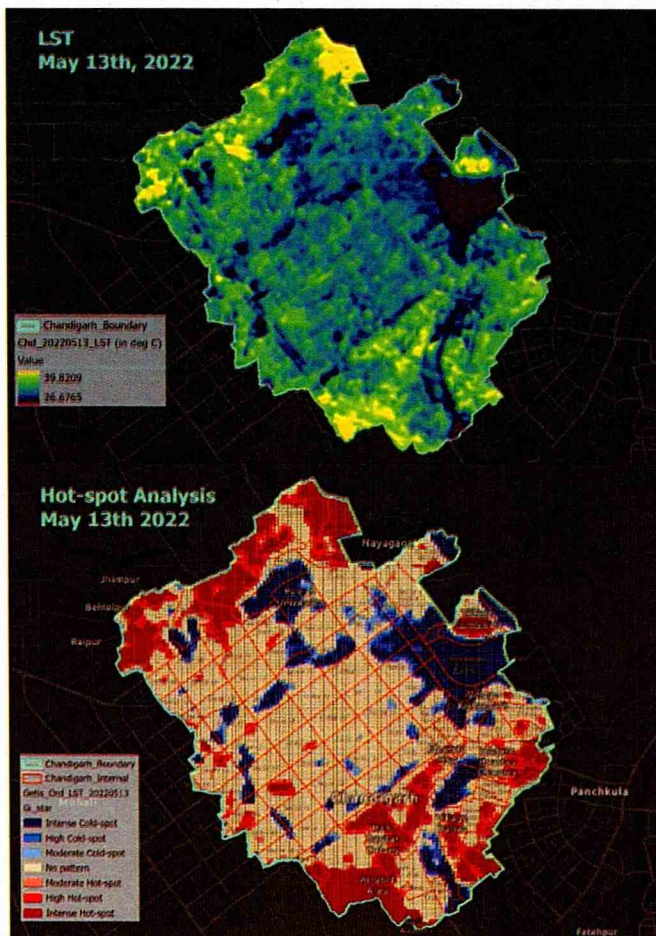 LST
May 13th, 2022
Chandigarh_Boundary
Chd_20220513_LST (in deg C)
Value
39.8209
26.6765
Hot-spot Analysis
May 13th 2022
Nayagaon
Jhampur
Behlolpur
Raipur
Chandigarh
Panchkula
Mohali
Fatehpur
Chandigarh_Boundary
Chandigarh_Internal
Getis_Ord_LST_20220513
Gi_star
Intense Cold-spot
High Cold-spot
Moderate Cold-spot
No pattern
Moderate Hot-spot
High Hot-spot
Intense Hot-spot